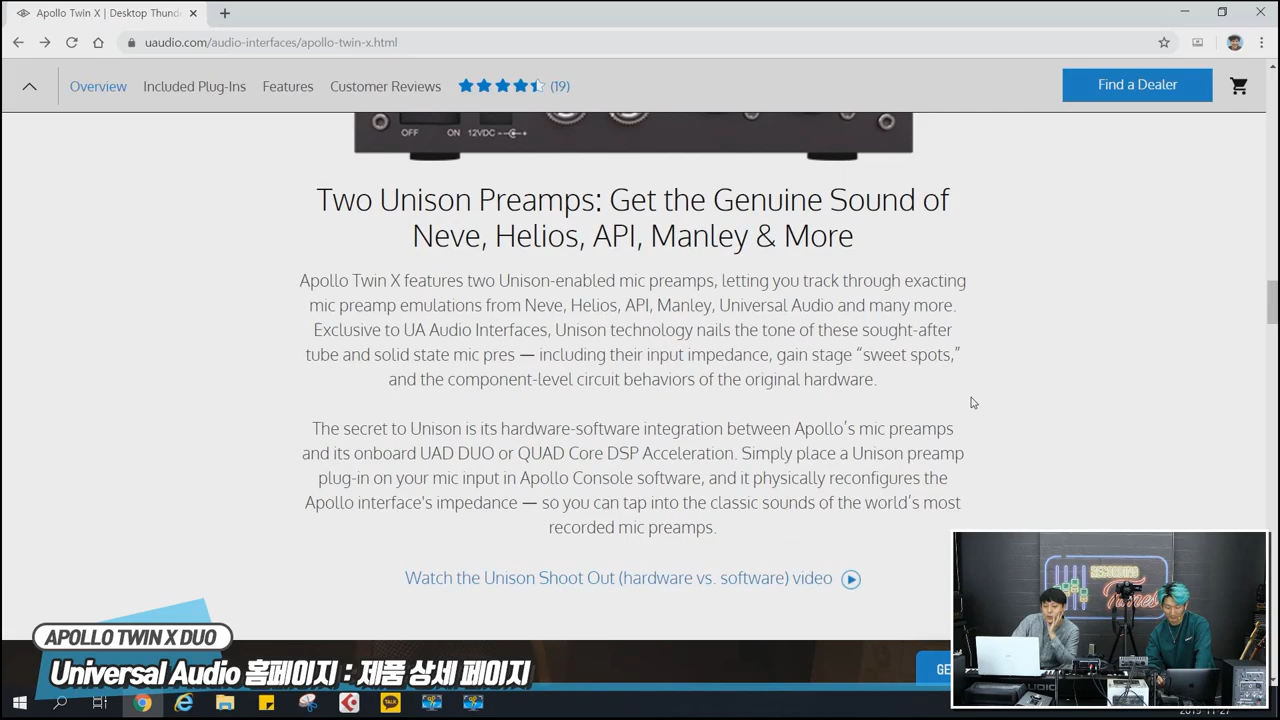 Apollo Twin X | Desktop Thund
uaudio.com/audio-interfaces/apollo-twin-x.html
Overview
Included Plug-Ins
Features
Customer Reviews
(19)
Find a Dealer
OFF ON 12VDC
Two Unison Preamps: Get the Genuine Sound of
Neve, Helios, API, Manley & More
Apollo Twin X features two Unison-enabled mic preamps, letting you track through exacting
mic preamp emulations from Neve, Helios, API, Manley, Universal Audio and many more.
Exclusive to UA Audio Interfaces, Unison technology nails the tone of these sought-after
tube and solid state mic pres — including their input impedance, gain stage “sweet spots,”
and the component-level circuit behaviors of the original hardware.
The secret to Unison is its hardware-software integration between Apollo’s mic preamps
and its onboard UAD DUO or QUAD Core DSP Acceleration. Simply place a Unison preamp
plug-in on your mic input in Apollo Console software, and it physically reconfigures the
Apollo interface's impedance — so you can tap into the classic sounds of the world’s most
recorded mic preamps.
Watch the Unison Shoot Out (hardware vs. software) video
RECORDING
Tunes
APOLLO TWIN X DUO
Universal Audio 홈페이지 : 제품 상세 페이지
GE
TALK
2019-11-27